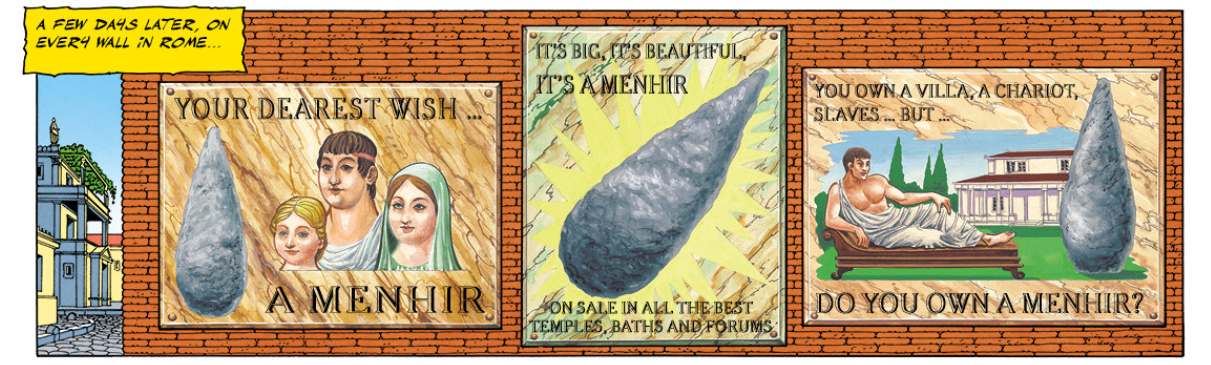 A FEW DAYS LATER, ON
EVERY WALL IN ROME...
YOUR DEAREST WISH ...
A MENHIR
IT'S BIG, IT'S BEAUTIFUL,
IT'S A MENHIR
ON SALE IN ALL THE BEST
TEMPLES, BATHS AND FORUMS
YOU OWN A VILLA, A CHARIOT,
SLAVES ... BUT ...
DO YOU OWN A MENHIR?